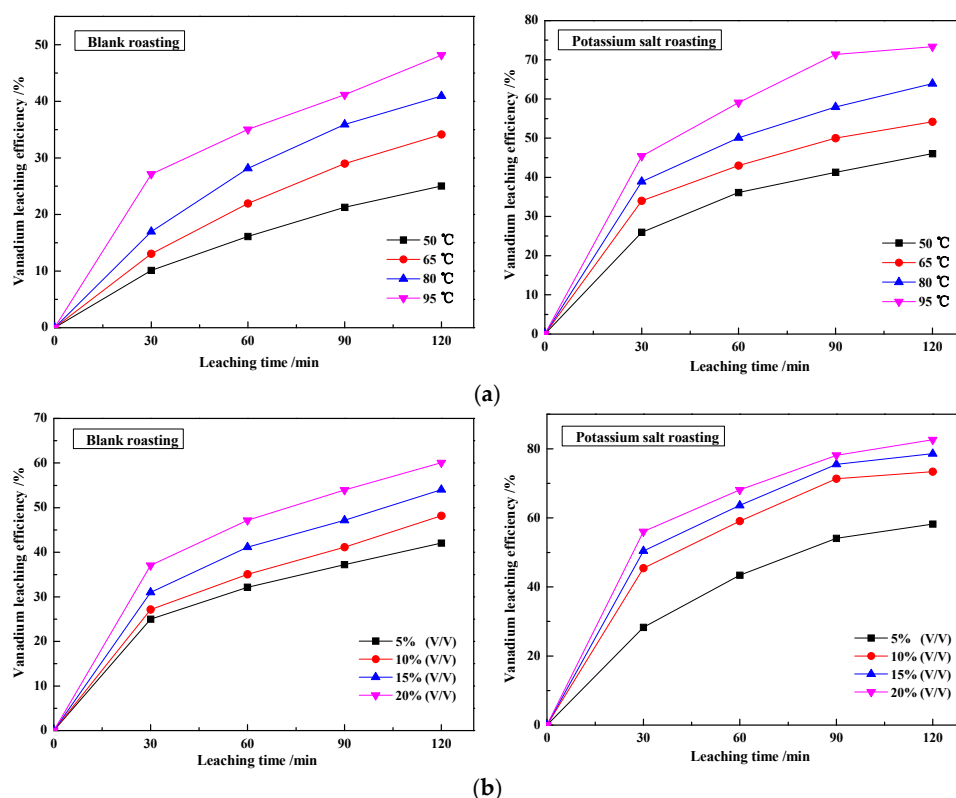 Blank roasting
Vanadium leaching efficiency /%
50
40
30
20
10
0
50 ℃
65 ℃
80 ℃
95 ℃
0 30 60 90 120
Leaching time /min
Potassium salt roasting
Vanadium leaching efficiency /%
80
70
60
50
40
30
20
10
0
50 ℃
65 ℃
80 ℃
95 ℃
0 30 60 90 120
Leaching time /min
(a)
Blank roasting
Vanadium leaching efficiency /%
70
60
50
40
30
20
10
0
5% (V/V)
10% (V/V)
15% (V/V)
20% (V/V)
0 30 60 90 120
Leaching time /min
Potassium salt roasting
Vanadium leaching efficiency /%
80
60
40
20
0
5% (V/V)
10% (V/V)
15% (V/V)
20% (V/V)
0 30 60 90 120
Leaching time /min
(b)